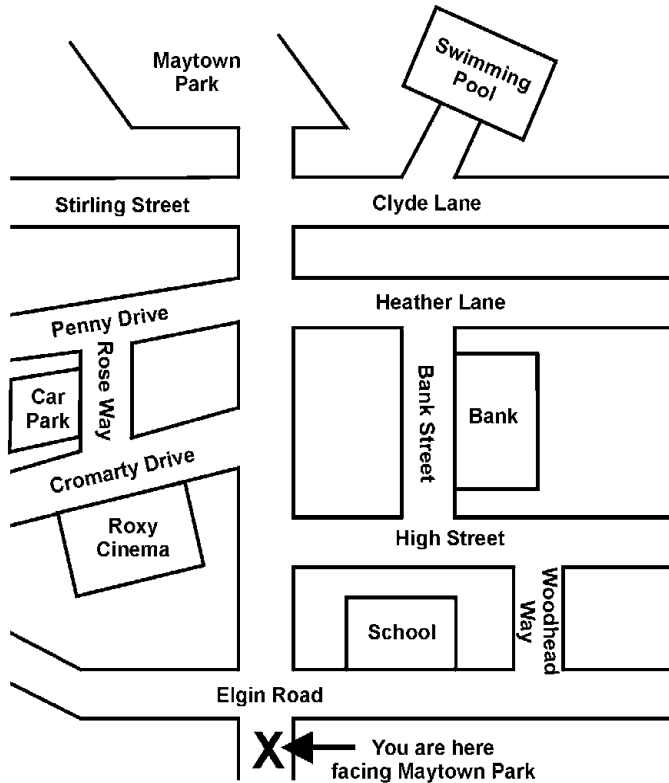 Maytown
Park
Swimming
Pool
Stirling Street
Clyde Lane
Penny Drive
Heather Lane
Rose Way
Car
Park
Bank Street
Bank
Cromarty Drive
Roxy
Cinema
High Street
Woodhead
Way
School
Elgin Road
X
You are here
facing Maytown Park